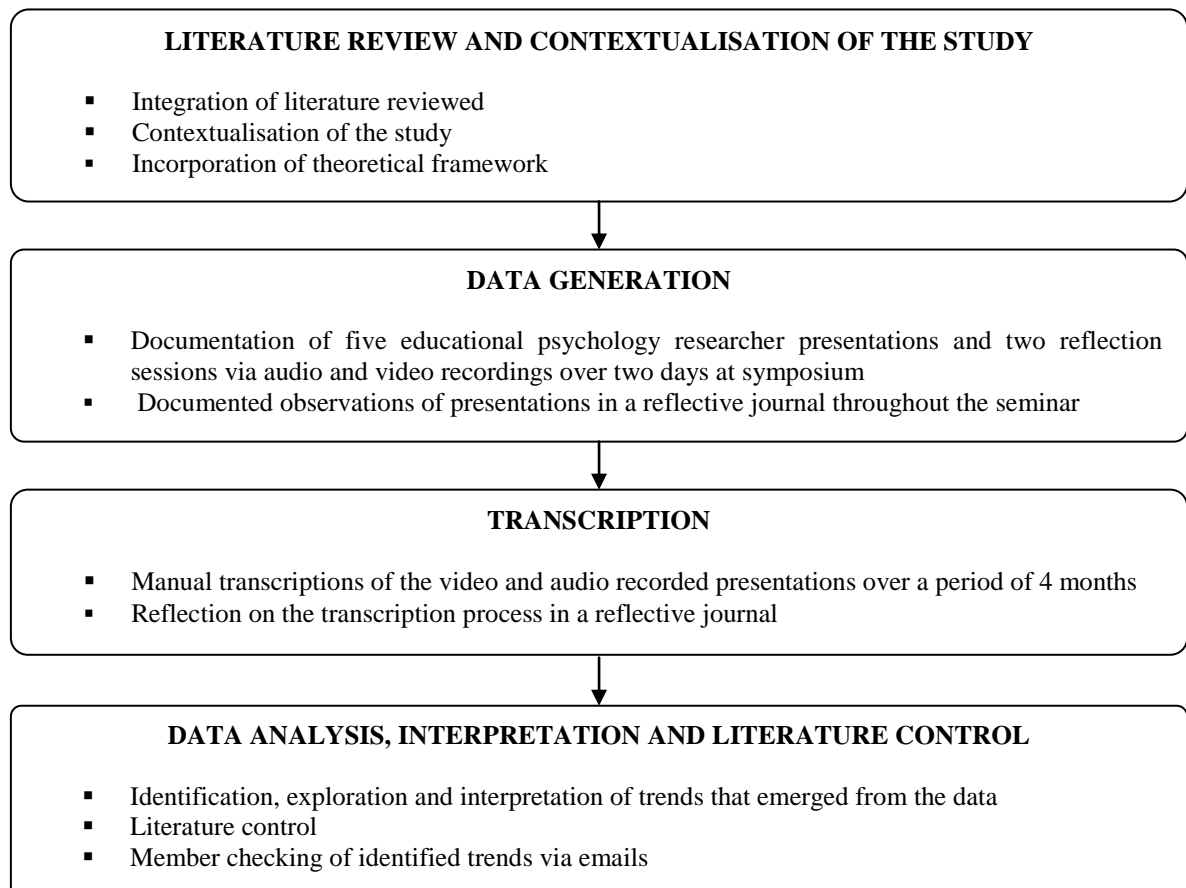 LITERATURE REVIEW AND CONTEXTUALISATION OF THE STUDY
▪ Integration of literature reviewed
▪ Contextualisation of the study
▪ Incorporation of theoretical framework
DATA GENERATION
▪ Documentation of five educational psychology researcher presentations and two reflection
sessions via audio and video recordings over two days at symposium
▪ Documented observations of presentations in a reflective journal throughout the seminar
TRANSCRIPTION
▪ Manual transcriptions of the video and audio recorded presentations over a period of 4 months
▪ Reflection on the transcription process in a reflective journal
DATA ANALYSIS, INTERPRETATION AND LITERATURE CONTROL
▪ Identification, exploration and interpretation of trends that emerged from the data
▪ Literature control
▪ Member checking of identified trends via emails